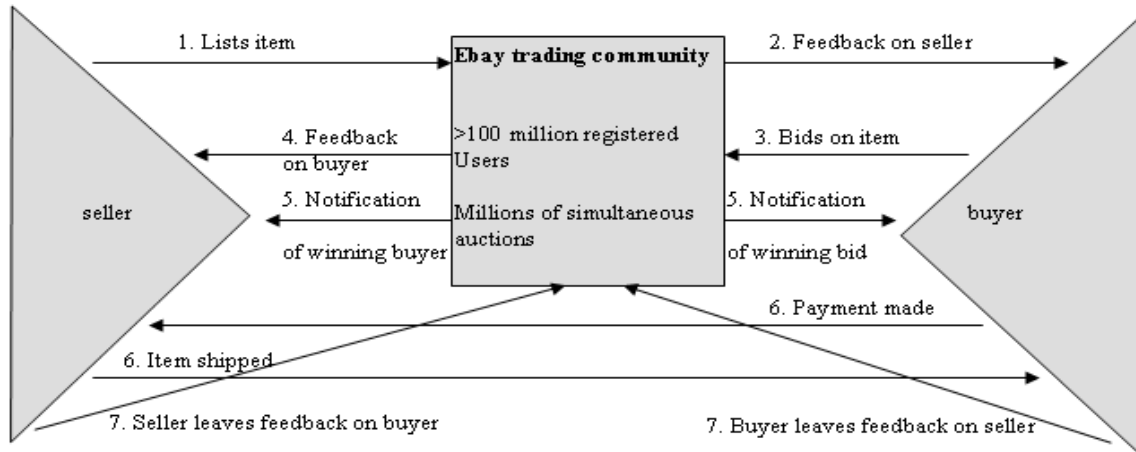 1. Lists item
Ebay trading community
2. Feedback on seller
>100 million registered
Users
4. Feedback
on buyer
3. Bids on item
seller
5. Notification
of winning buyer
Millions of simultaneous
auctions
5. Notification
of winning bid
buyer
6. Payment made
6. Item shipped
7. Seller leaves feedback on buyer
7. Buyer leaves feedback on seller